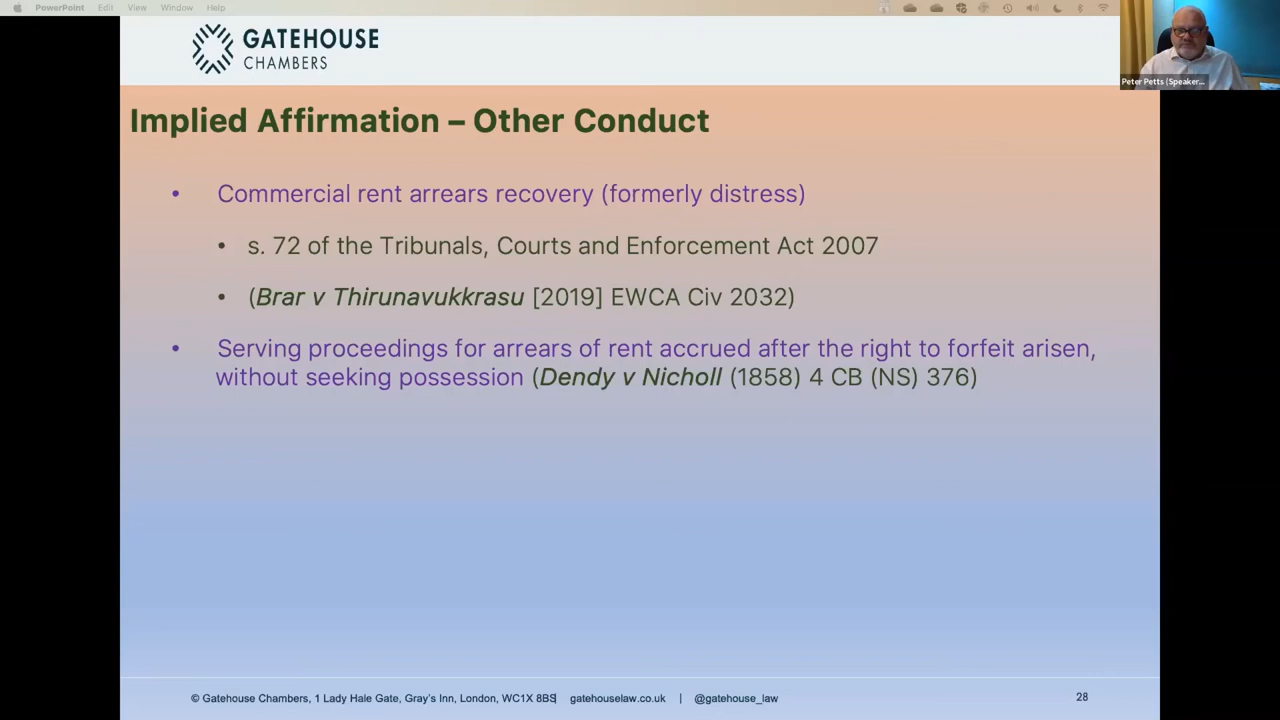 PowerPoint Edit View Window Help
GATEHOUSE
CHAMBERS
Peter Petts (Speaker...
Implied Affirmation – Other Conduct
• Commercial rent arrears recovery (formerly distress)
• s. 72 of the Tribunals, Courts and Enforcement Act 2007
• (Brar v Thirunavukkrasu [2019] EWCA Civ 2032)
• Serving proceedings for arrears of rent accrued after the right to forfeit arisen,
without seeking possession (Dendy v Nicholl (1858) 4 CB (NS) 376)
© Gatehouse Chambers, 1 Lady Hale Gate, Gray's Inn, London, WC1X 8BS| gatehouselaw.co.uk | @gatehouse_law
28